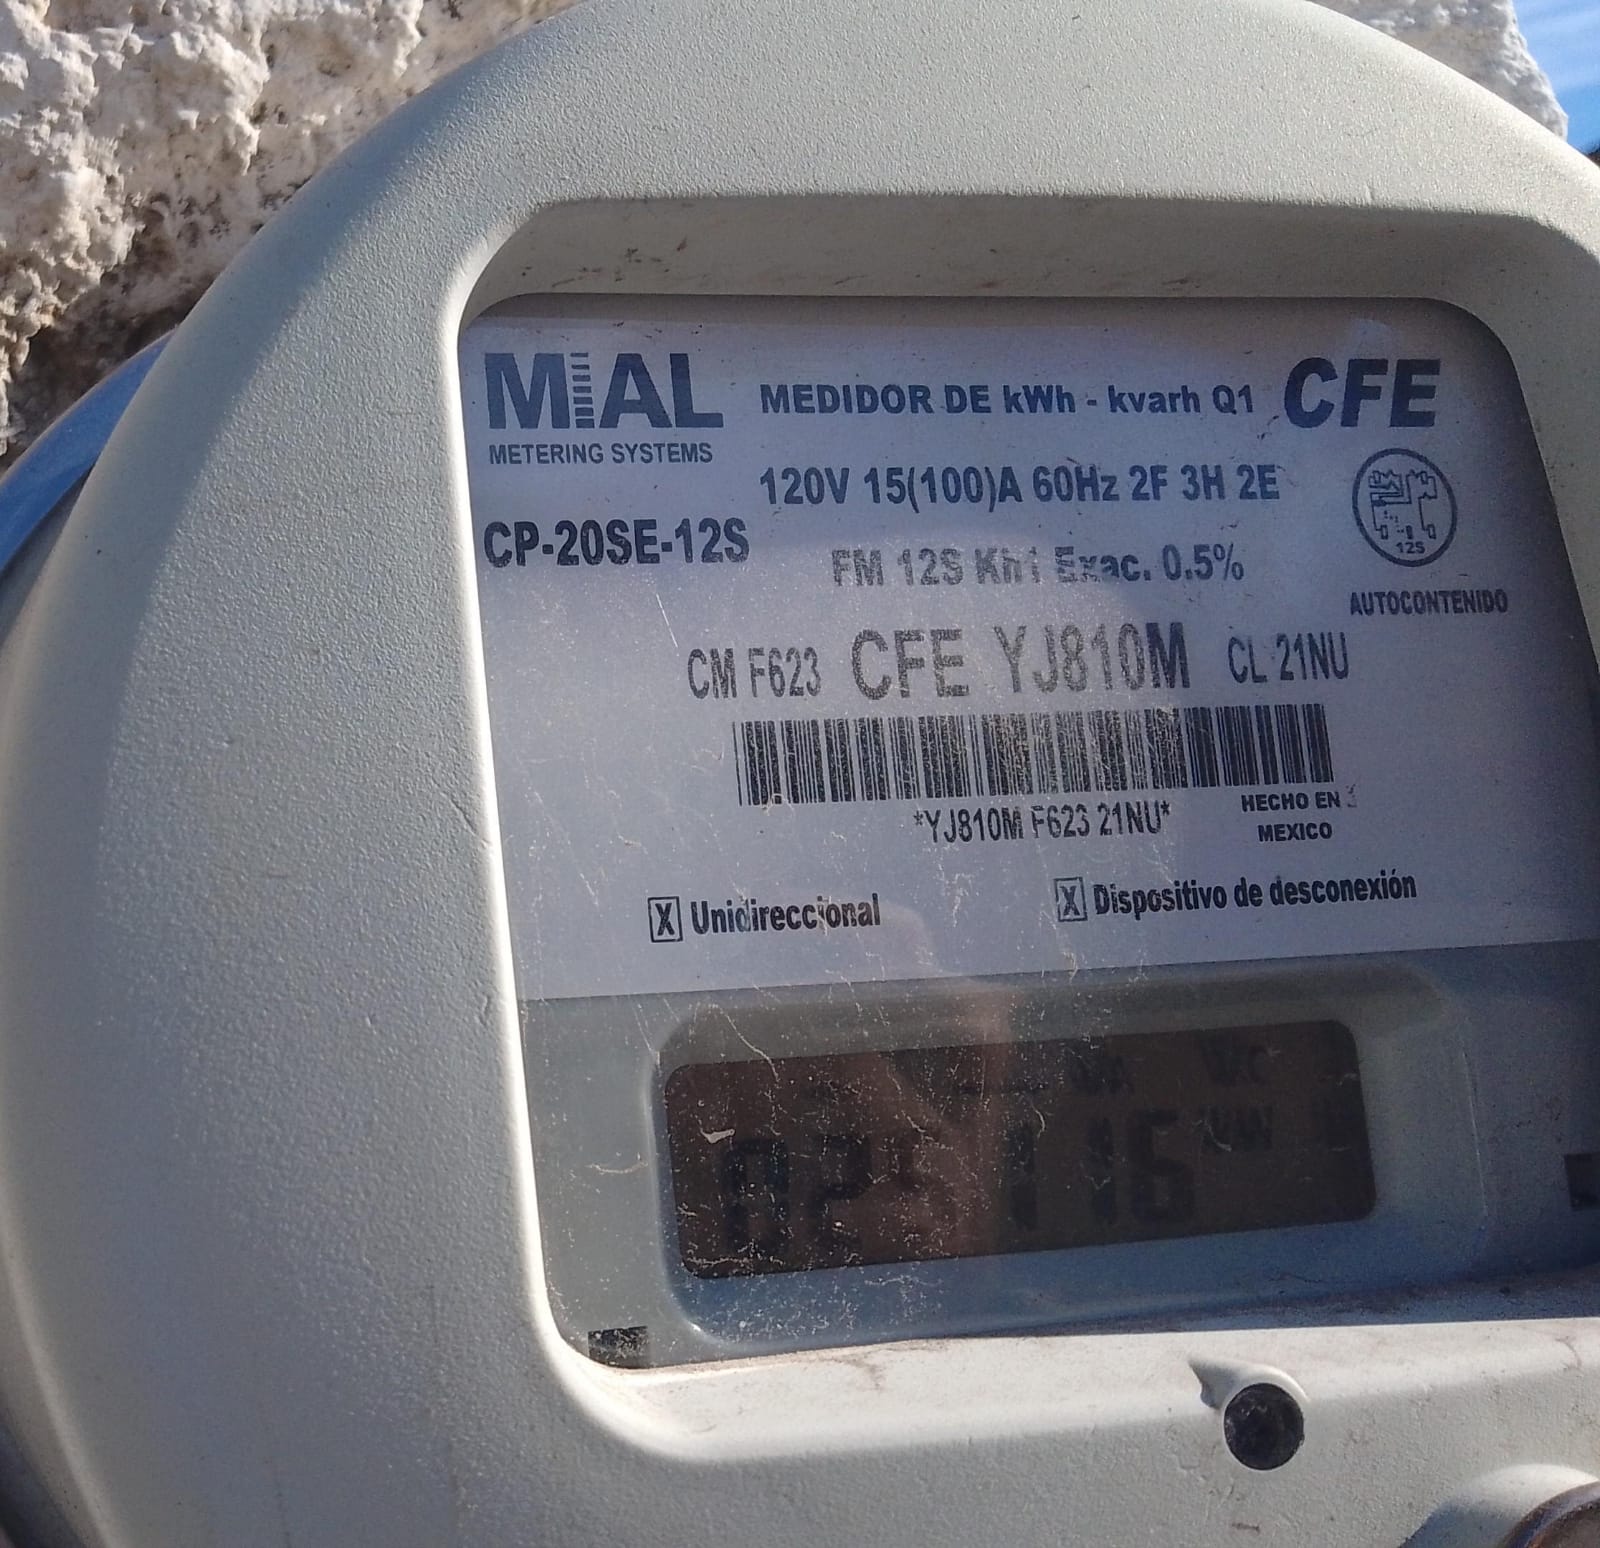 MIAL MEDIDOR DE kWh - kvarh Q1 CFE
METERING SYSTEMS
120V 15(100)A 60Hz 2F 3H 2E
CP-20SE-12S
FM 12S Kh1 Exac. 0.5%
12S
AUTOCONTENIDO
CM F623 CFE YJ810M CL 21NU
*YJ810M F623 21NU*
HECHO EN
MEXICO
X Unidireccional
X Dispositivo de desconexión